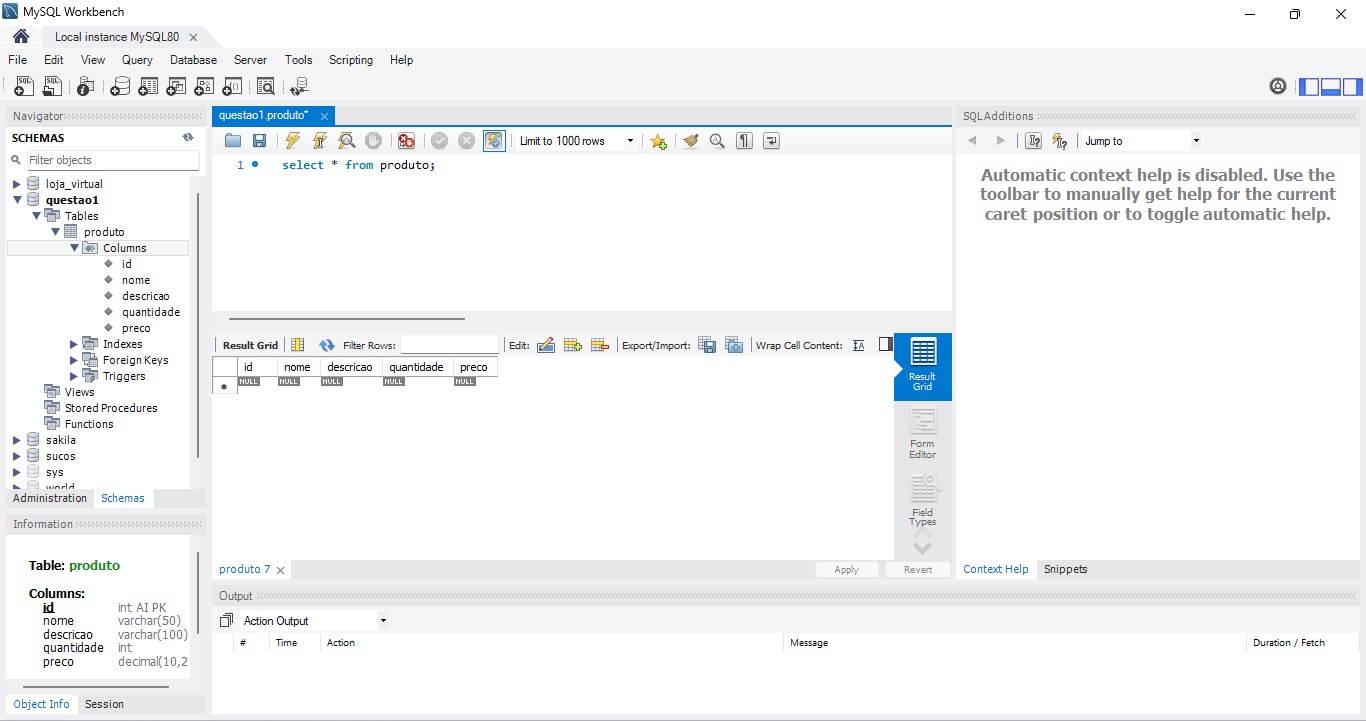 MySQL Workbench
Local instance MySQL80
File Edit View Query Database Server Tools Scripting Help
Navigator
SCHEMAS
Filter objects
loja_virtual
questao1
Tables
produto
Columns
id
nome
descricao
quantidade
preco
Indexes
Foreign Keys
Triggers
Views
Stored Procedures
Functions
sakila
sucos
sys
world
Administration Schemas
Information
Table: produto
Columns:
id int AI PK
nome varchar(50)
descricao varchar(100)
quantidade int
preco decimal(10,2
Object Info Session
questao1.produto*
Limit to 1000 rows
1 select * from produto;
Result Grid Filter Rows: Edit: Export/Import: Wrap Cell Content:
id nome descricao quantidade preco
NULL NULL NULL NULL NULL
Result
Grid
Form
Editor
Field
Types
produto 7 Apply Revert
Output
Action Output
# Time Action Message Duration / Fetch
SQLAdditions
Jump to
Automatic context help is disabled. Use the
toolbar to manually get help for the current
caret position or to toggle automatic help.
Context Help Snippets